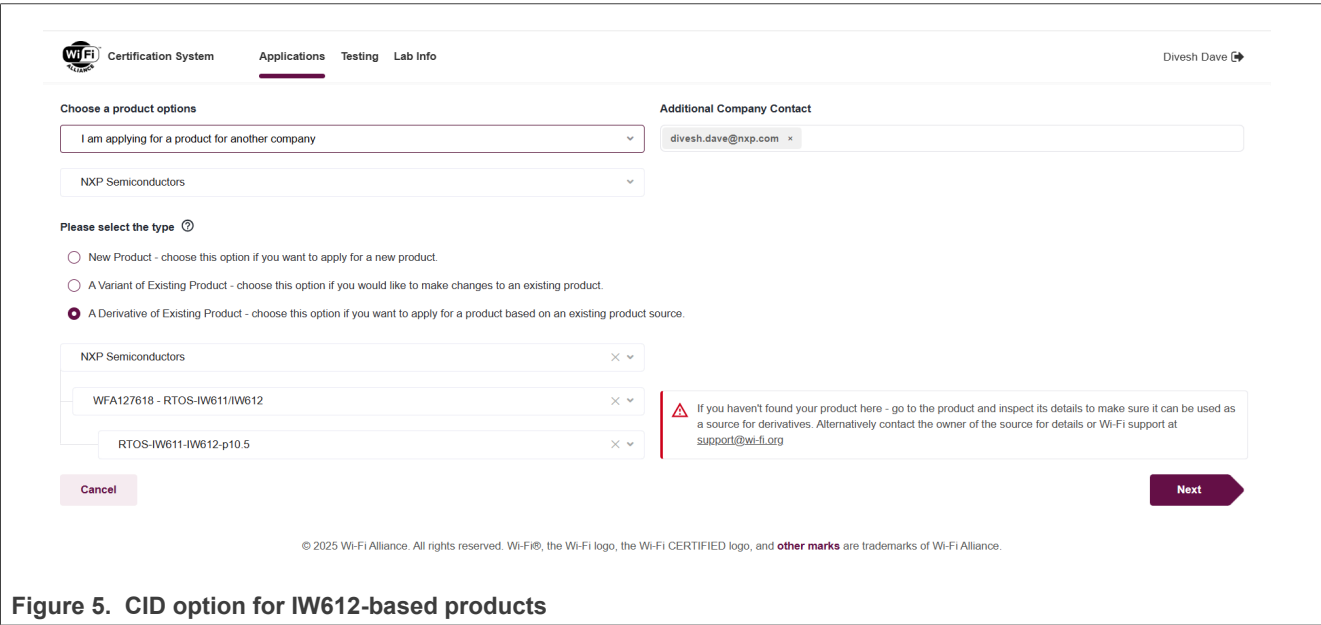 Wi Fi
ALLIANCE
Certification System
Applications
Testing
Lab Info
Divesh Dave
Choose a product options
Additional Company Contact
I am applying for a product for another company
divesh.dave@nxp.com ×
NXP Semiconductors
Please select the type
New Product - choose this option if you want to apply for a new product.
A Variant of Existing Product - choose this option if you would like to make changes to an existing product.
A Derivative of Existing Product - choose this option if you want to apply for a product based on an existing product source.
NXP Semiconductors
WFA127618 - RTOS-IW611/IW612
RTOS-IW611-IW612-p10.5
If you haven't found your product here - go to the product and inspect its details to make sure it can be used as
a source for derivatives. Alternatively contact the owner of the source for details or Wi-Fi support at
support@wi-fi.org
Cancel
Next
© 2025 Wi-Fi Alliance. All rights reserved. Wi-Fi®, the Wi-Fi logo, the Wi-Fi CERTIFIED logo, and other marks are trademarks of Wi-Fi Alliance.
Figure 5. CID option for IW612-based products